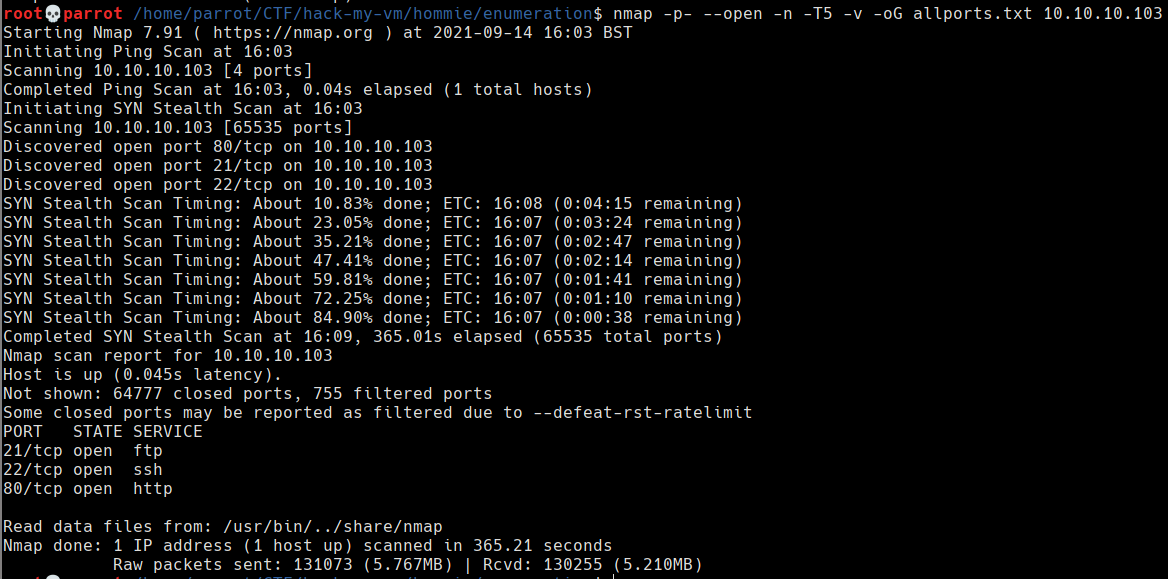 root💀parrot /home/parrot/CTF/hack-my-vm/hommie/enumeration$ nmap -p- --open -n -T5 -v -oG allports.txt 10.10.10.103
Starting Nmap 7.91 ( https://nmap.org ) at 2021-09-14 16:03 BST
Initiating Ping Scan at 16:03
Scanning 10.10.10.103 [4 ports]
Completed Ping Scan at 16:03, 0.04s elapsed (1 total hosts)
Initiating SYN Stealth Scan at 16:03
Scanning 10.10.10.103 [65535 ports]
Discovered open port 80/tcp on 10.10.10.103
Discovered open port 21/tcp on 10.10.10.103
Discovered open port 22/tcp on 10.10.10.103
SYN Stealth Scan Timing: About 10.83% done; ETC: 16:08 (0:04:15 remaining)
SYN Stealth Scan Timing: About 23.05% done; ETC: 16:07 (0:03:24 remaining)
SYN Stealth Scan Timing: About 35.21% done; ETC: 16:07 (0:02:47 remaining)
SYN Stealth Scan Timing: About 47.41% done; ETC: 16:07 (0:02:14 remaining)
SYN Stealth Scan Timing: About 59.81% done; ETC: 16:07 (0:01:41 remaining)
SYN Stealth Scan Timing: About 72.25% done; ETC: 16:07 (0:01:10 remaining)
SYN Stealth Scan Timing: About 84.90% done; ETC: 16:07 (0:00:38 remaining)
Completed SYN Stealth Scan at 16:09, 365.01s elapsed (65535 total ports)
Nmap scan report for 10.10.10.103
Host is up (0.045s latency).
Not shown: 64777 closed ports, 755 filtered ports
Some closed ports may be reported as filtered due to --defeat-rst-ratelimit
PORT   STATE SERVICE
21/tcp open  ftp
22/tcp open  ssh
80/tcp open  http
Read data files from: /usr/bin/../share/nmap
Nmap done: 1 IP address (1 host up) scanned in 365.21 seconds
Raw packets sent: 131073 (5.767MB) | Rcvd: 130255 (5.210MB)